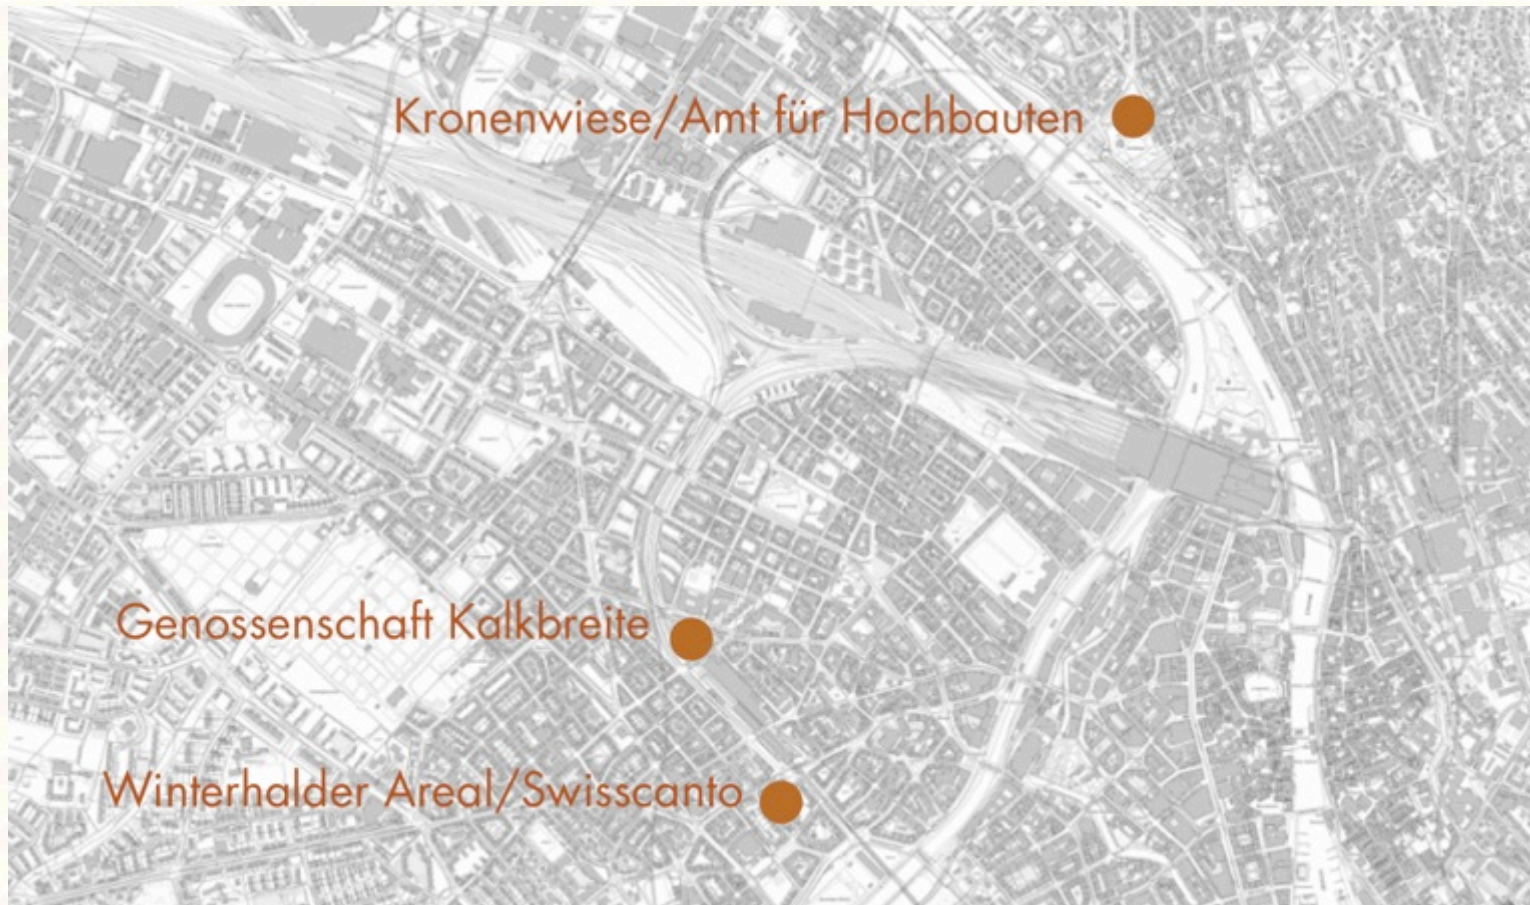 Kronenwiese/Amt für Hochbauten
Genossenschaft Kalkbreite
Winterhalder Areal/Swisscanto